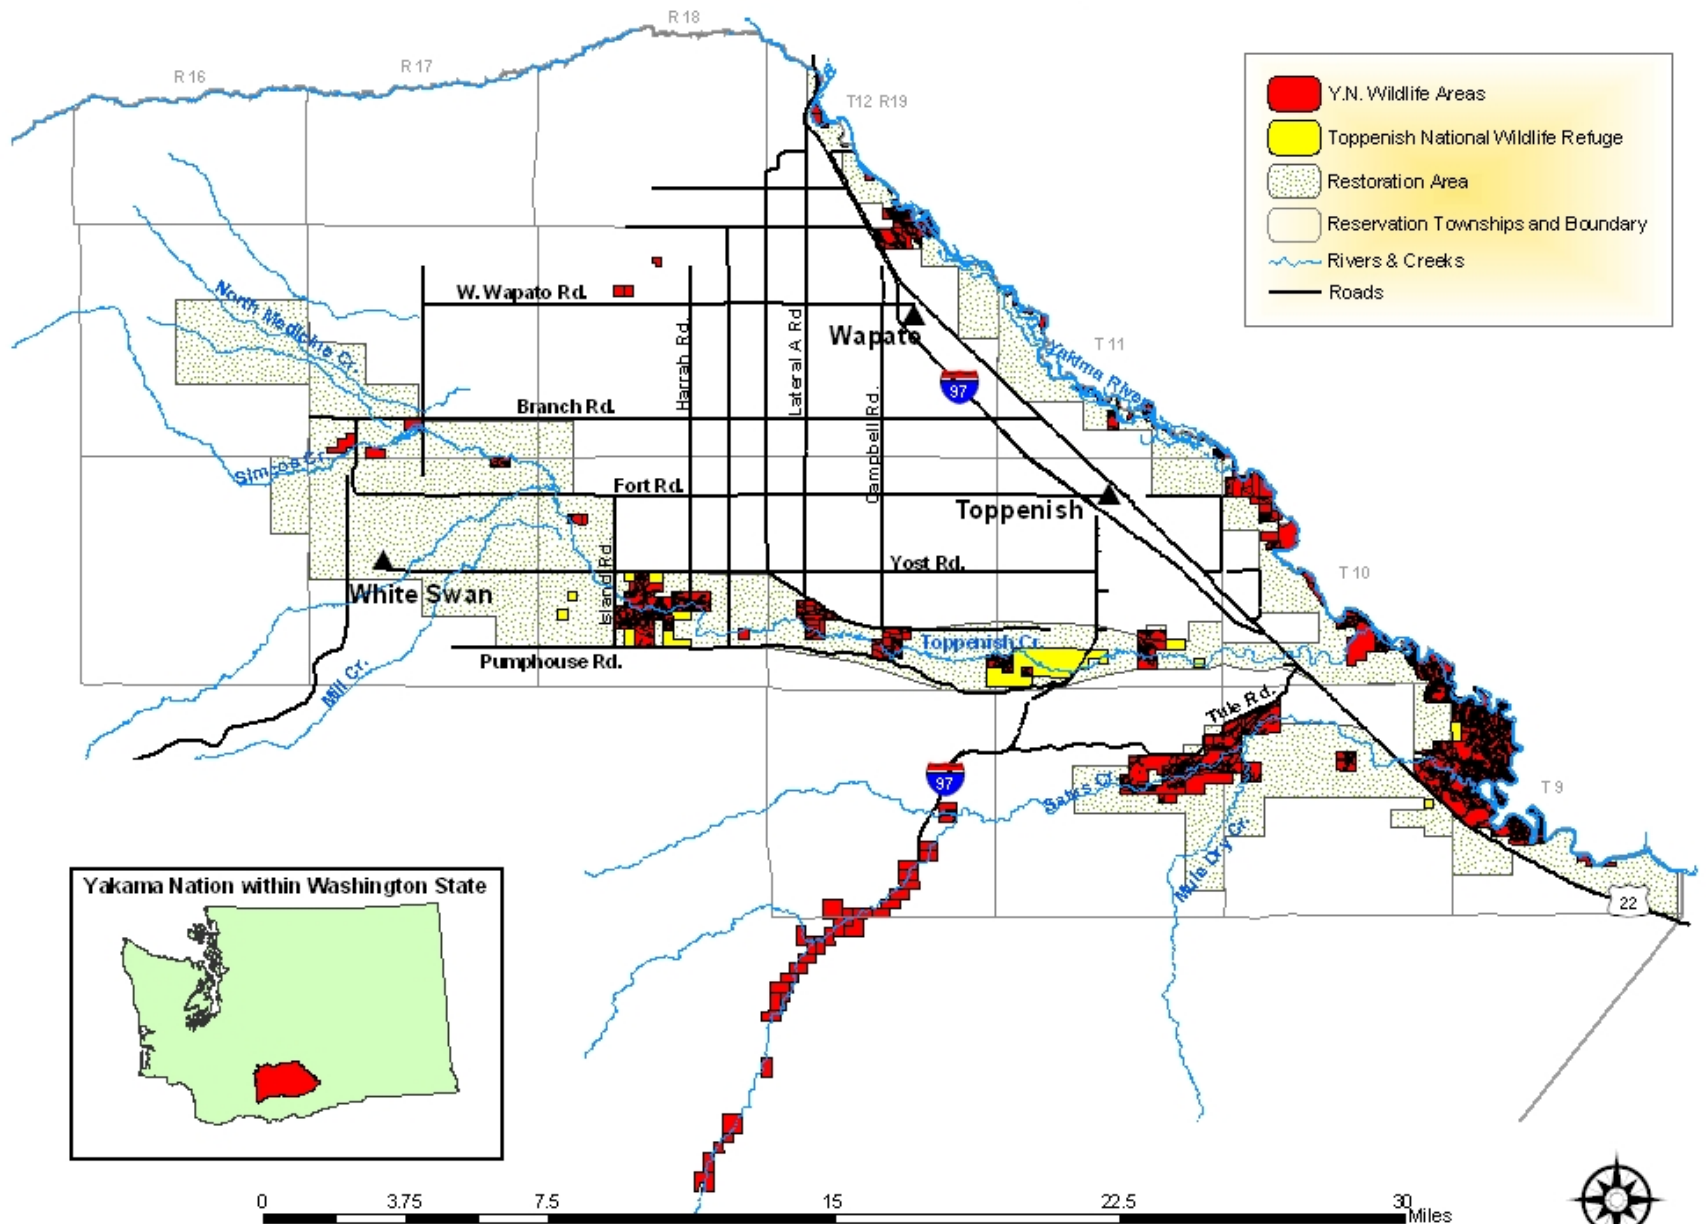 R 18
R 17
R 16
T12 R19
Y.N. Wildlife Areas
Toppenish National Wildlife Refuge
Restoration Area
Reservation Townships and Boundary
Rivers & Creeks
Roads
North Medicine Cr.
W. Wapato Rd.
Wapato
Harrah Rd.
Lateral A Rd
Campbell Rd.
97
Yakima River
T 11
Branch Rd.
Simcoe Cr.
Fort Rd.
Toppenish
Yost Rd.
T 10
White Swan
Island Rd
Toppenish Cr.
Pumphouse Rd.
Mill Cr.
Tule Rd.
97
Satus Cr.
T 9
Mule Dry Cr.
22
Yakama Nation within Washington State
0 3.75 7.5 15 22.5 30
Miles